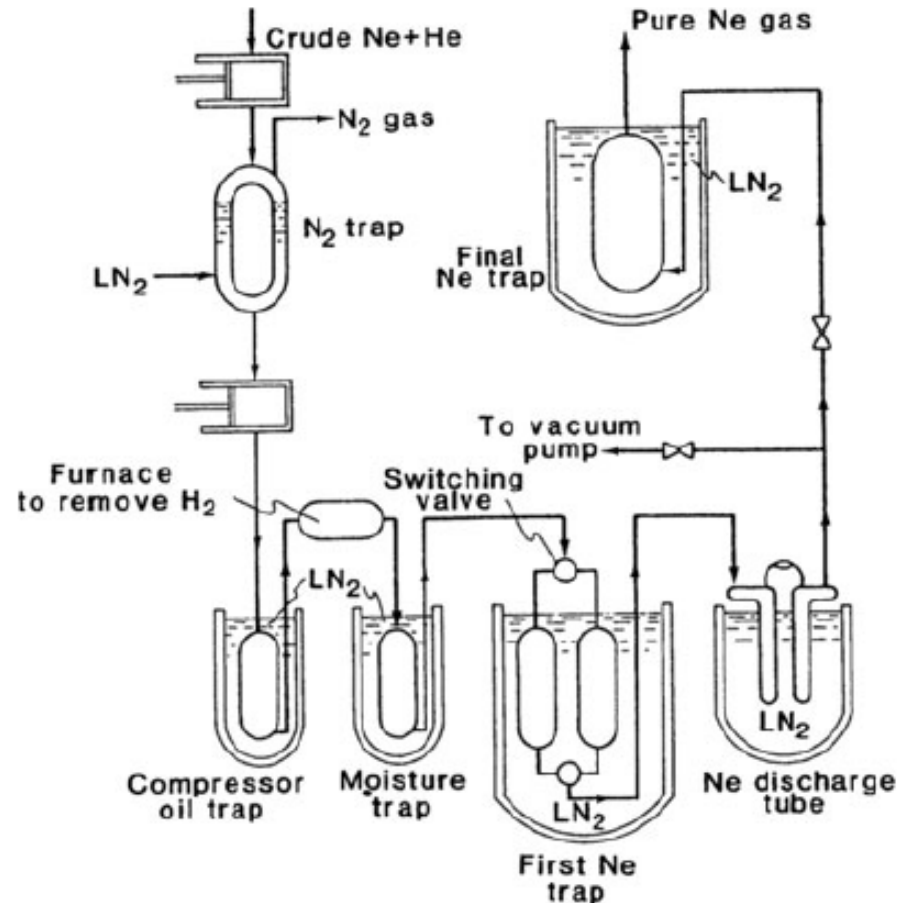 Crude Ne+He
N₂ gas
N₂ trap
LN₂
Pure Ne gas
LN₂
Final
Ne trap
To vacuum
pump
Furnace
to remove H₂
Switching
valve
LN₂
LN₂
LN₂
Compressor
oil trap
Moisture
trap
First Ne
trap
Ne discharge
tube